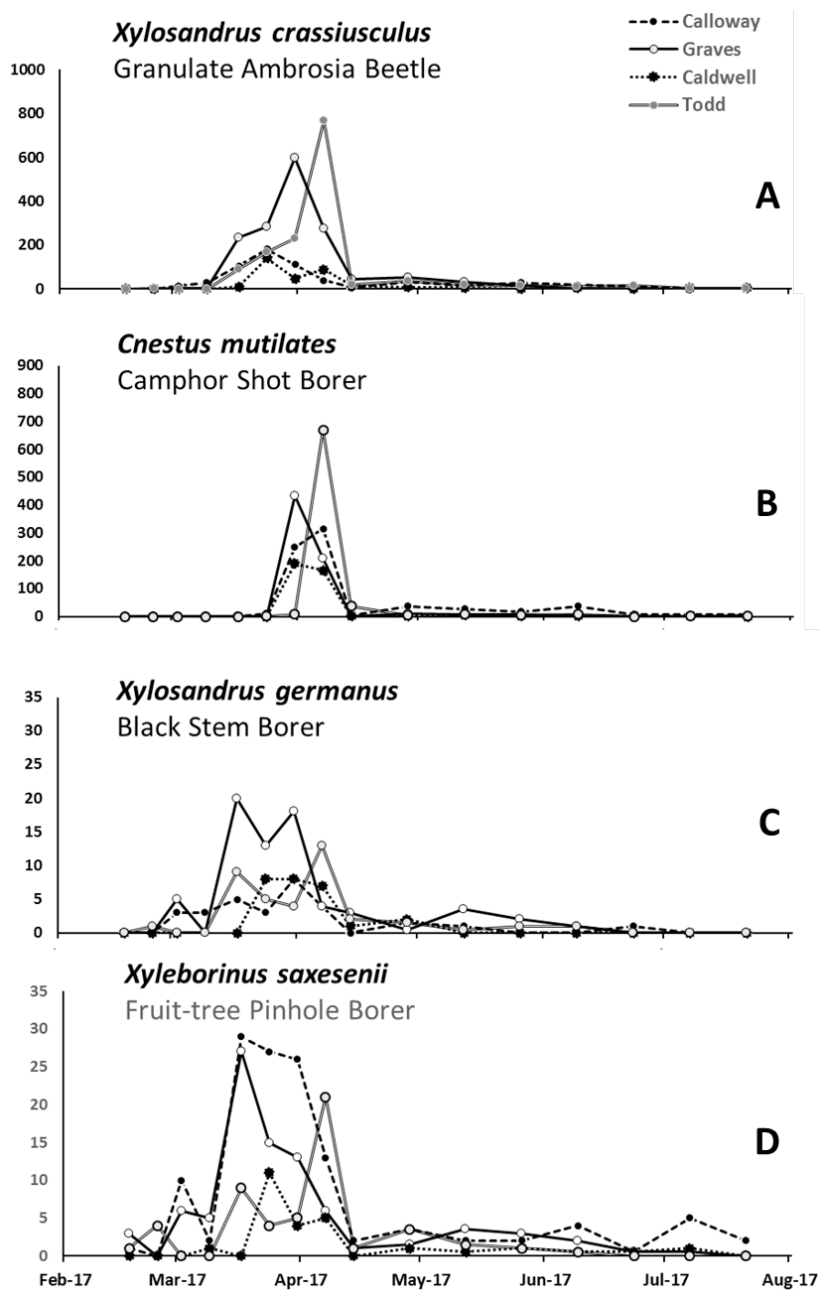 Xylosandrus crassiusculus
Granulate Ambrosia Beetle
Calloway
Graves
Caldwell
Todd
1000
800
600
400
200
0
A
Cnestus mutilates
Camphor Shot Borer
900
800
700
600
500
400
300
200
100
0
B
Xylosandrus germanus
Black Stem Borer
35
30
25
20
15
10
5
0
C
Xyleborinus saxesenii
Fruit-tree Pinhole Borer
35
30
25
20
15
10
5
0
D
Feb-17 Mar-17 Apr-17 May-17 Jun-17 Jul-17 Aug-17